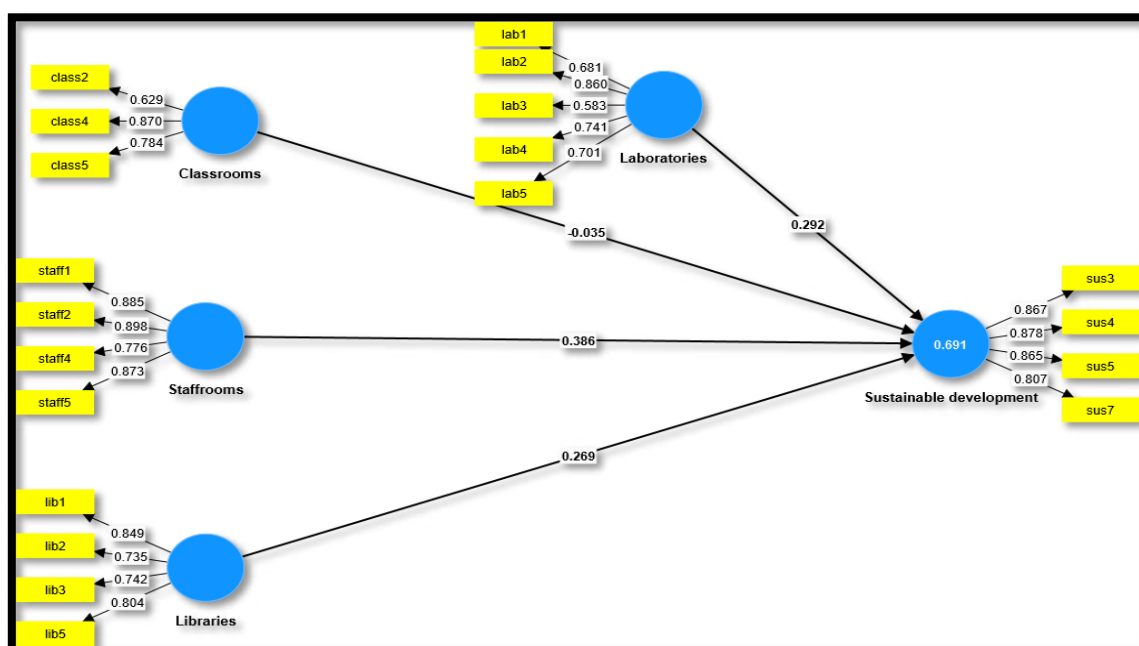 class2
class4
class5
0.629
0.870
0.784
Classrooms
lab1
lab2
lab3
lab4
lab5
0.681
0.860
0.583
0.741
0.701
Laboratories
-0.035
0.292
staff1
staff2
staff4
staff5
0.885
0.898
0.776
0.873
Staffrooms
0.386
0.691
Sustainable development
sus3
sus4
sus5
sus7
0.867
0.878
0.865
0.807
lib1
lib2
lib3
lib5
0.849
0.735
0.742
0.804
Libraries
0.269